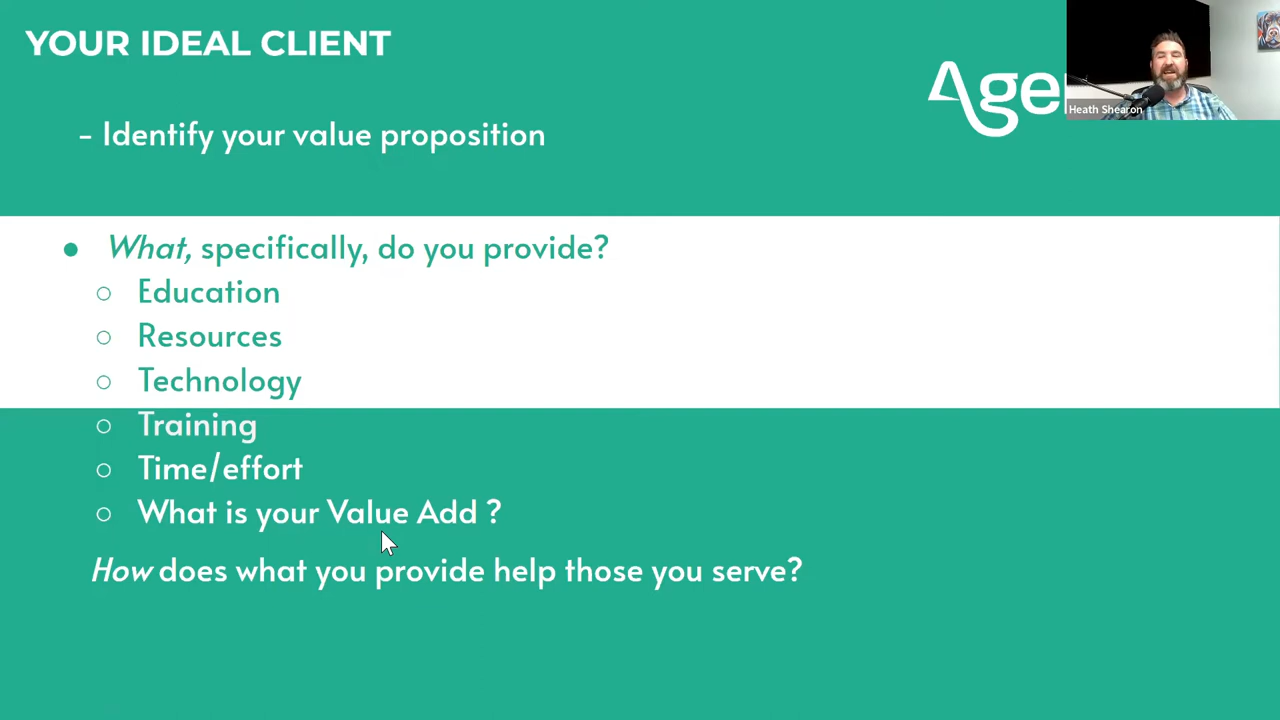 YOUR IDEAL CLIENT
Age
Heath Shearon
- Identify your value proposition
● What, specifically, do you provide?
○ Education
○ Resources
○ Technology
○ Training
○ Time/effort
○ What is your Value Add ?
How does what you provide help those you serve?